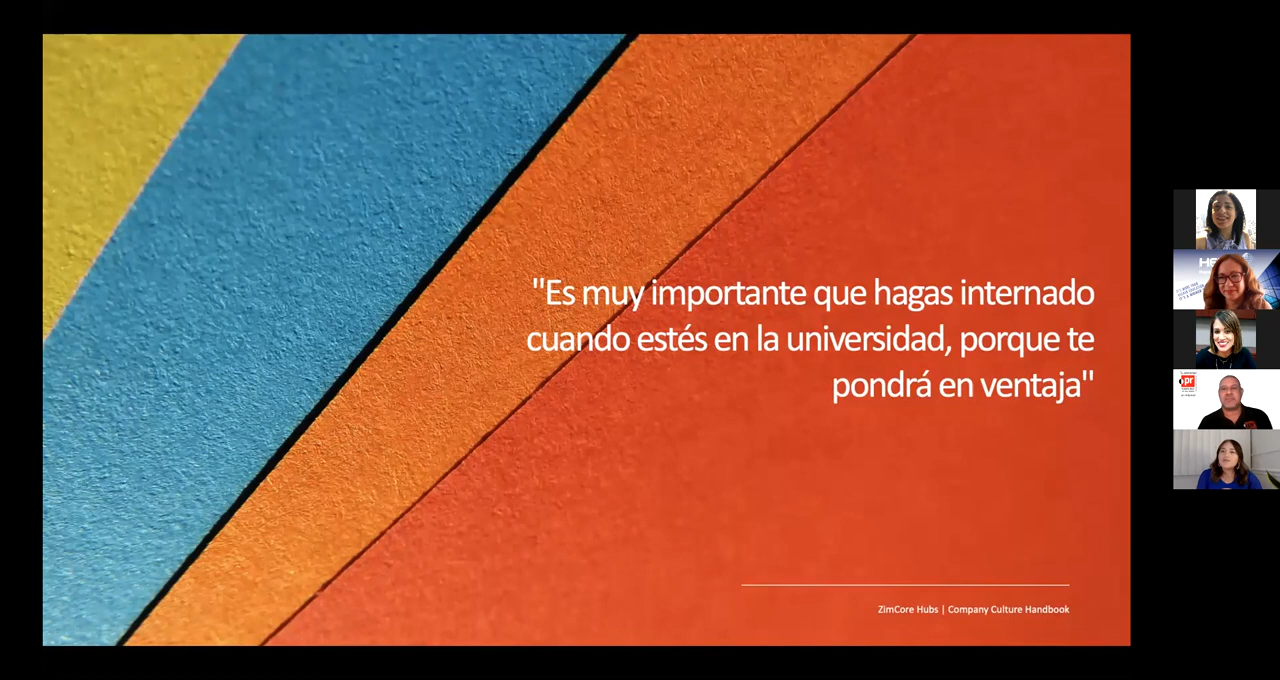 "Es muy importante que hagas internado
cuando estés en la universidad, porque te
pondrá en ventaja"
ZimCore Hubs | Company Culture Handbook
pr